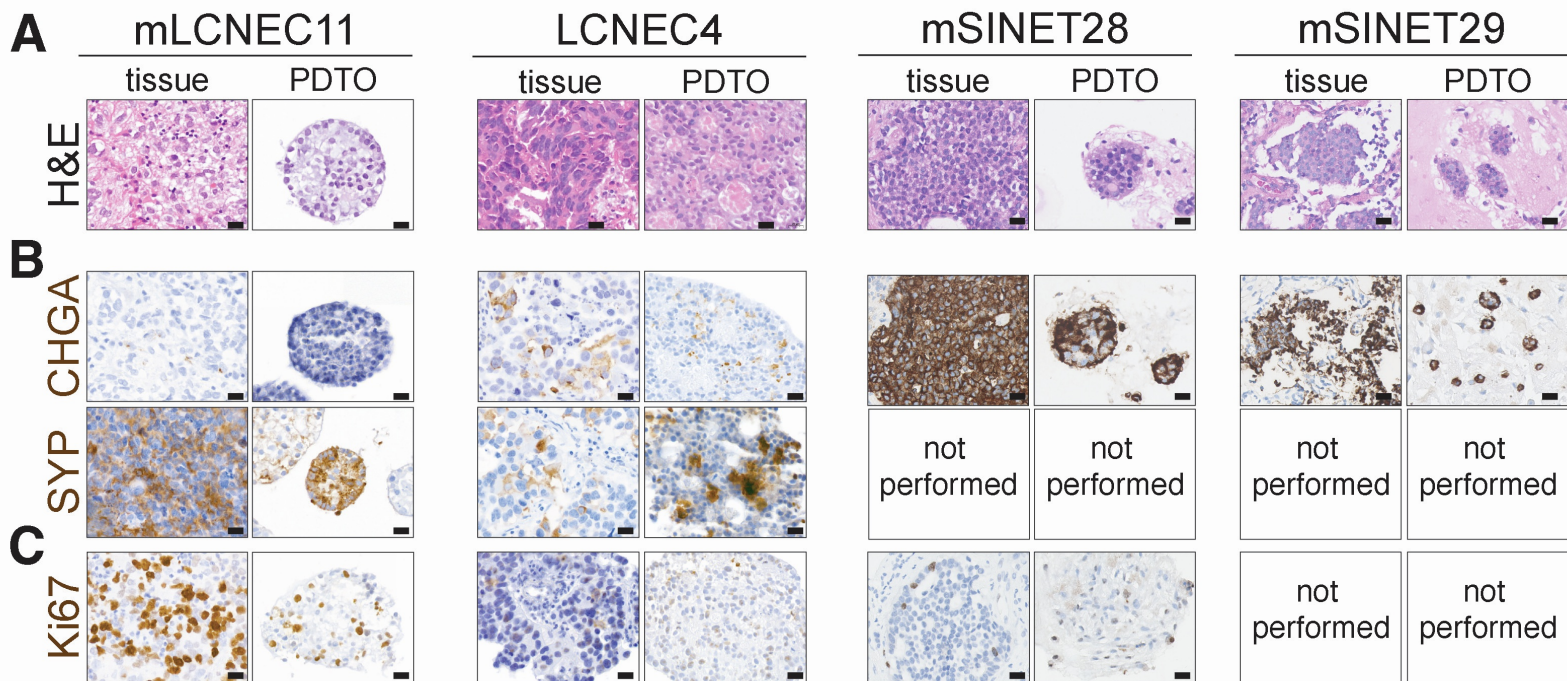 A
mLCNEC11 LCNEC4 mSINET28 mSINET29
tissue PDTO tissue PDTO tissue PDTO tissue PDTO
H&E
B
CHGA
SYP
not performed not performed not performed not performed
C
Ki67
not performed not performed